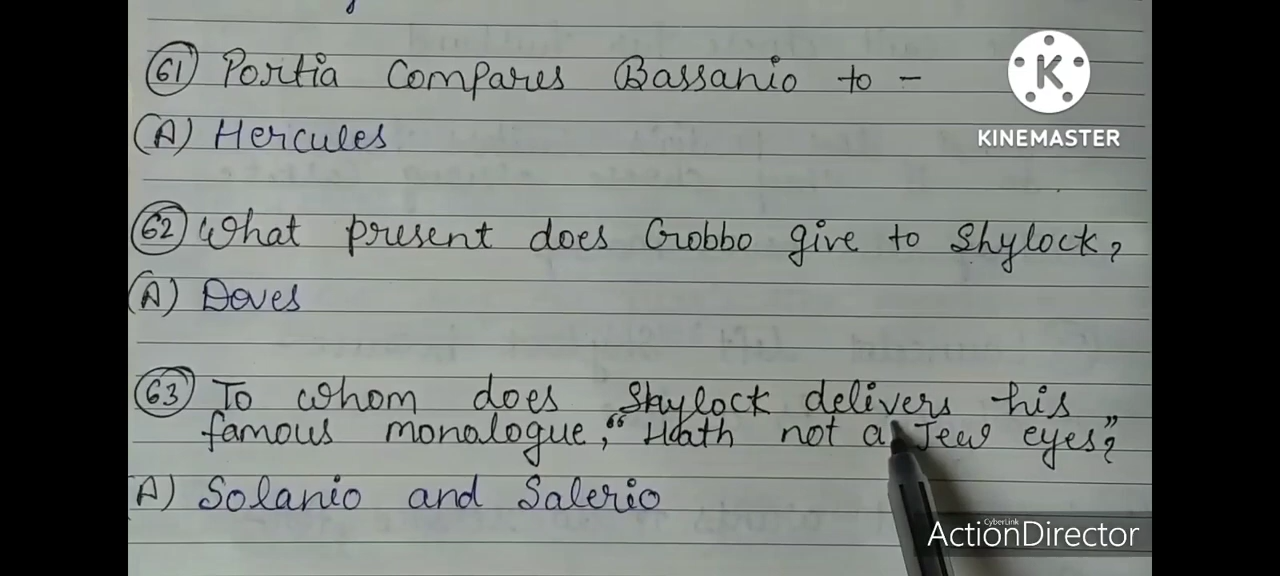 61 Portia Compares Bassanio to -
(A) Hercules
62 What present does Gobbo give to Shylock?
(A) Doves
63 To whom does Shylock delivers his
famous monologue, "Hath not a Jew eyes?"
A) Solanio and Salerio
K
KINEMASTER
CyberLink
ActionDirector